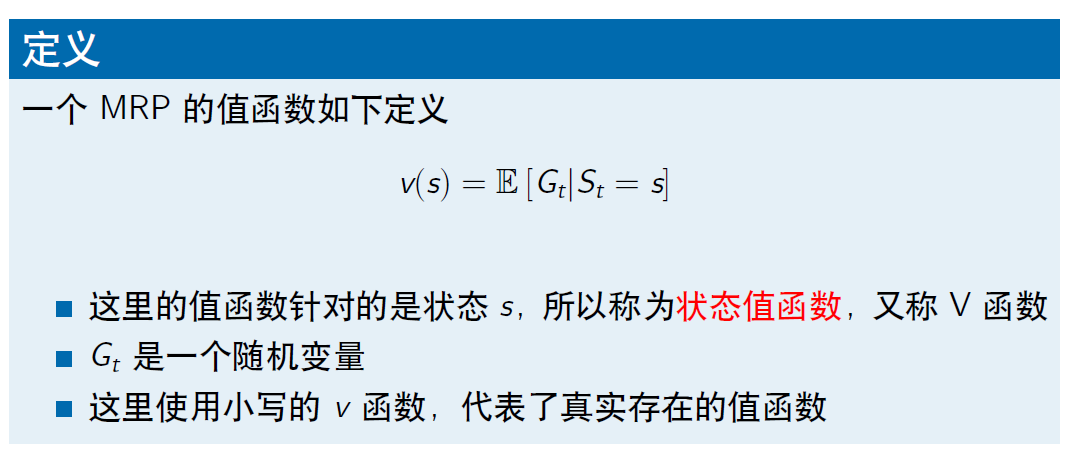 定义
一个 MRP 的值函数如下定义
v(s) = 𝔼 [G_t|S_t = s]
这里的值函数针对的是状态 s，所以称为状态值函数，又称 V 函数
G_t 是一个随机变量
这里使用小写的 v 函数，代表了真实存在的值函数